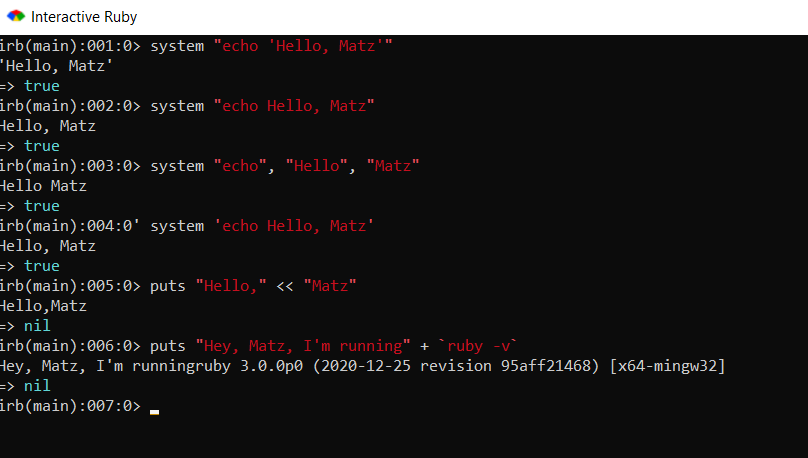 Interactive Ruby
irb(main):001:0> system "echo 'Hello, Matz'"
'Hello, Matz'
=> true
irb(main):002:0> system "echo Hello, Matz"
Hello, Matz
=> true
irb(main):003:0> system "echo", "Hello", "Matz"
Hello Matz
=> true
irb(main):004:0' system 'echo Hello, Matz'
Hello, Matz
=> true
irb(main):005:0> puts "Hello," << "Matz"
Hello,Matz
=> nil
irb(main):006:0> puts "Hey, Matz, I'm running" + `ruby -v`
Hey, Matz, I'm runningruby 3.0.0p0 (2020-12-25 revision 95aff21468) [x64-mingw32]
=> nil
irb(main):007:0>